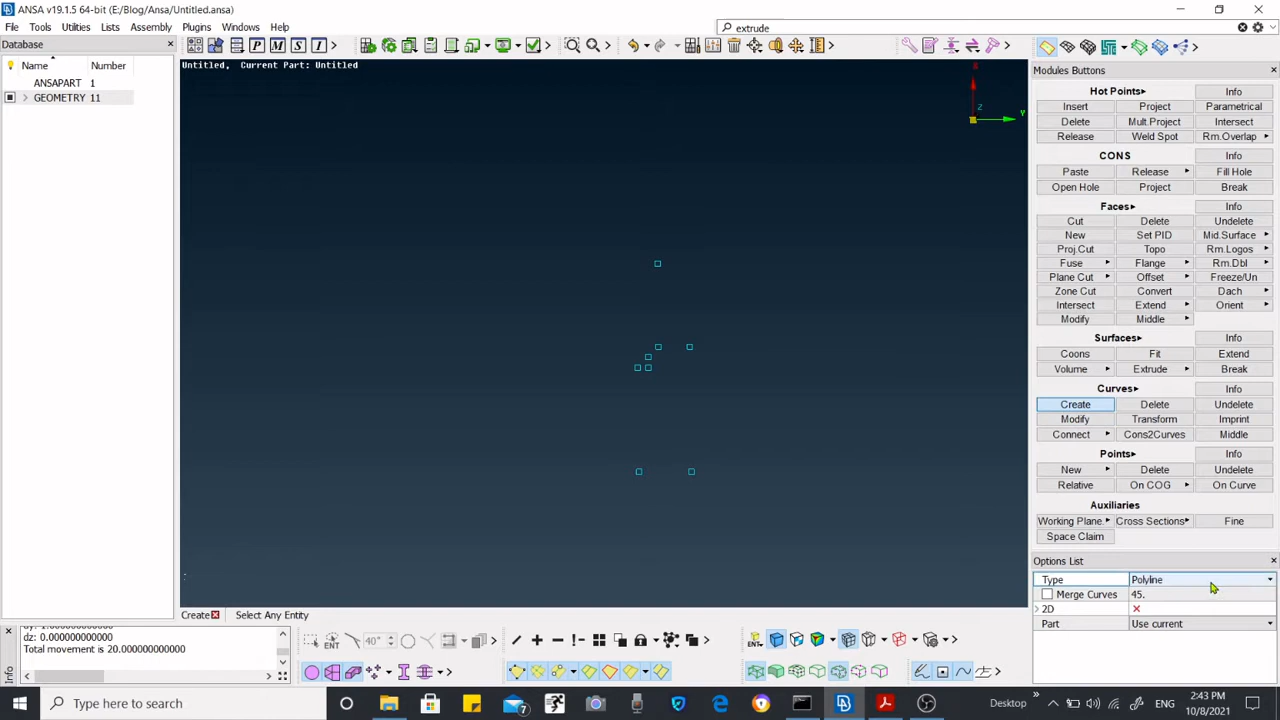 ANSA v19.1.5 64-bit (E:/Blog/Ansa/Untitled.ansa)
File Tools Utilities Lists Assembly Plugins Windows Help
extrude
Database
Name Number
ANSAPART 1
GEOMETRY 11
P M S I
Untitled, Current Part: Untitled
X
Z
Y
Modules Buttons
Hot Points▸ Info
Insert Project Parametrical
Delete Mult Project Intersect
Release Weld Spot Rm.Overlap
CONS Info
Paste Release Fill Hole
Open Hole Project Break
Faces▸ Info
Cut Delete Undelete
New Set PID Mid.Surface
Proj.Cut Topo Rm.Logos
Fuse Flange Rm.Dbl
Plane Cut Offset Freeze/Un
Zone Cut Convert Dach
Intersect Extend Orient
Modify Middle
Surfaces▸ Info
Coons Fit Extend
Volume Extrude Break
Curves▸ Info
Create Delete Undelete
Modify Transform Imprint
Connect Cons2Curves Middle
Points▸ Info
New Delete Undelete
Relative On COG On Curve
Auxiliaries
Working Plane. Cross Sections Fine
Space Claim
Options List
Type Polyline
Merge Curves 45.
2D
Part Use current
:
Create Select Any Entity
dz: 0.000000000000
Total movement is 20.000000000000
Info
ENT 40° ENT
Type here to search
7
Desktop ENG 2:43 PM
10/8/2021